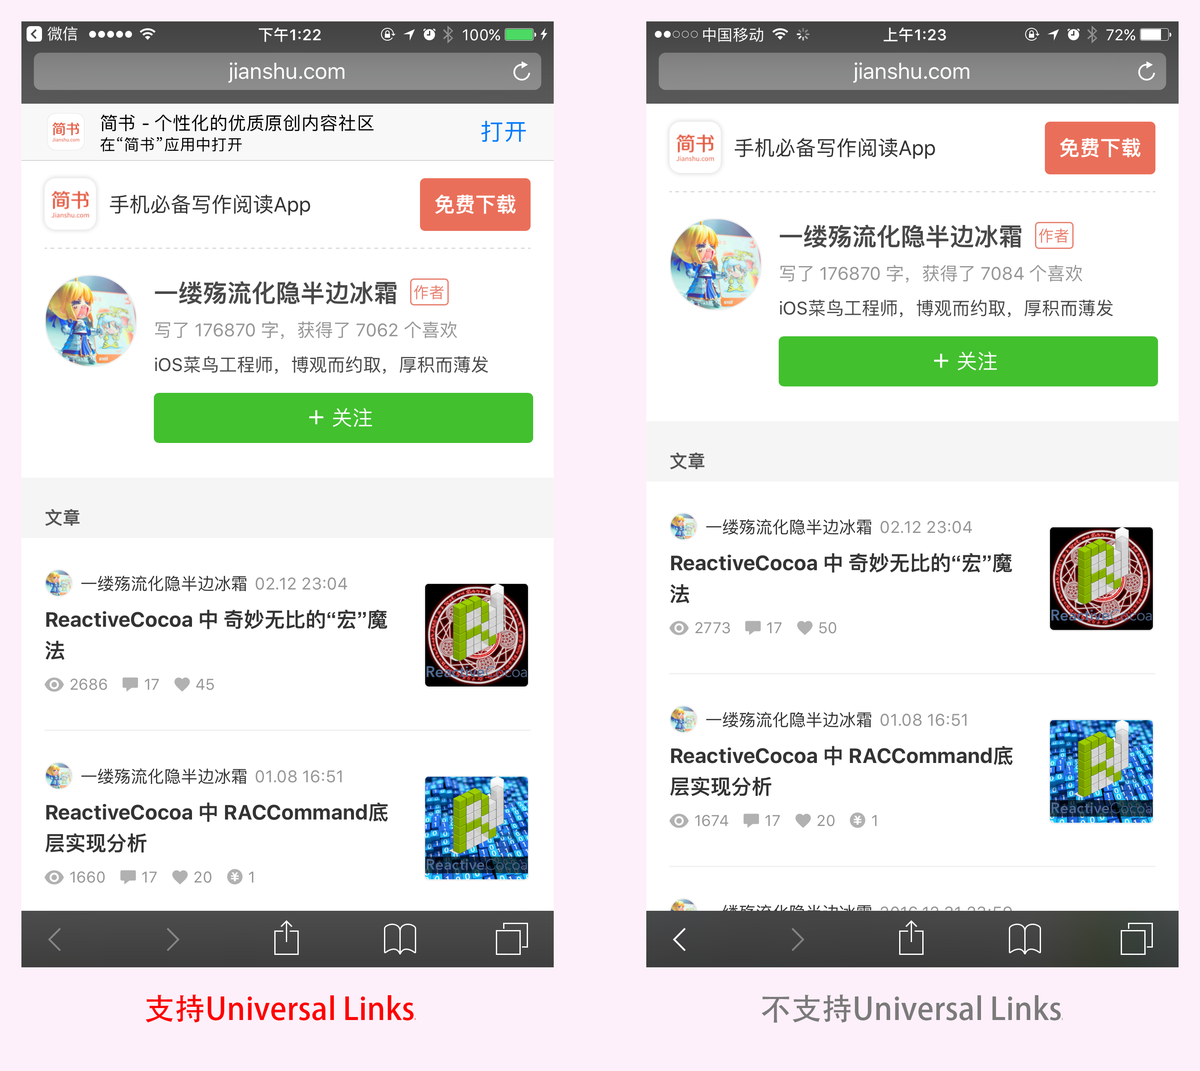 微信
下午1:22
100%
jianshu.com
简书
Jianshu.com
简书 - 个性化的优质原创内容社区
在“简书”应用中打开
打开
简书
Jianshu.com
手机必备写作阅读App
免费下载
一缕殇流化隐半边冰霜
作者
写了 176870 字，获得了 7062 个喜欢
iOS菜鸟工程师，博观而约取，厚积而薄发
+ 关注
文章
一缕殇流化隐半边冰霜 02.12 23:04
ReactiveCocoa 中 奇妙无比的“宏”魔
法
2686 17 45
ReactiveCocoa
一缕殇流化隐半边冰霜 01.08 16:51
ReactiveCocoa 中 RACCommand底
层实现分析
1660 17 20 ¥ 1
ReactiveCocoa
支持Universal Links
中国移动
上午1:23
72%
jianshu.com
简书
Jianshu.com
手机必备写作阅读App
免费下载
一缕殇流化隐半边冰霜
作者
写了 176870 字，获得了 7084 个喜欢
iOS菜鸟工程师，博观而约取，厚积而薄发
+ 关注
文章
一缕殇流化隐半边冰霜 02.12 23:04
ReactiveCocoa 中 奇妙无比的“宏”魔
法
2773 17 50
ReactiveCocoa
一缕殇流化隐半边冰霜 01.08 16:51
ReactiveCocoa 中 RACCommand底
层实现分析
1674 17 20 ¥ 1
ReactiveCocoa
不支持Universal Links